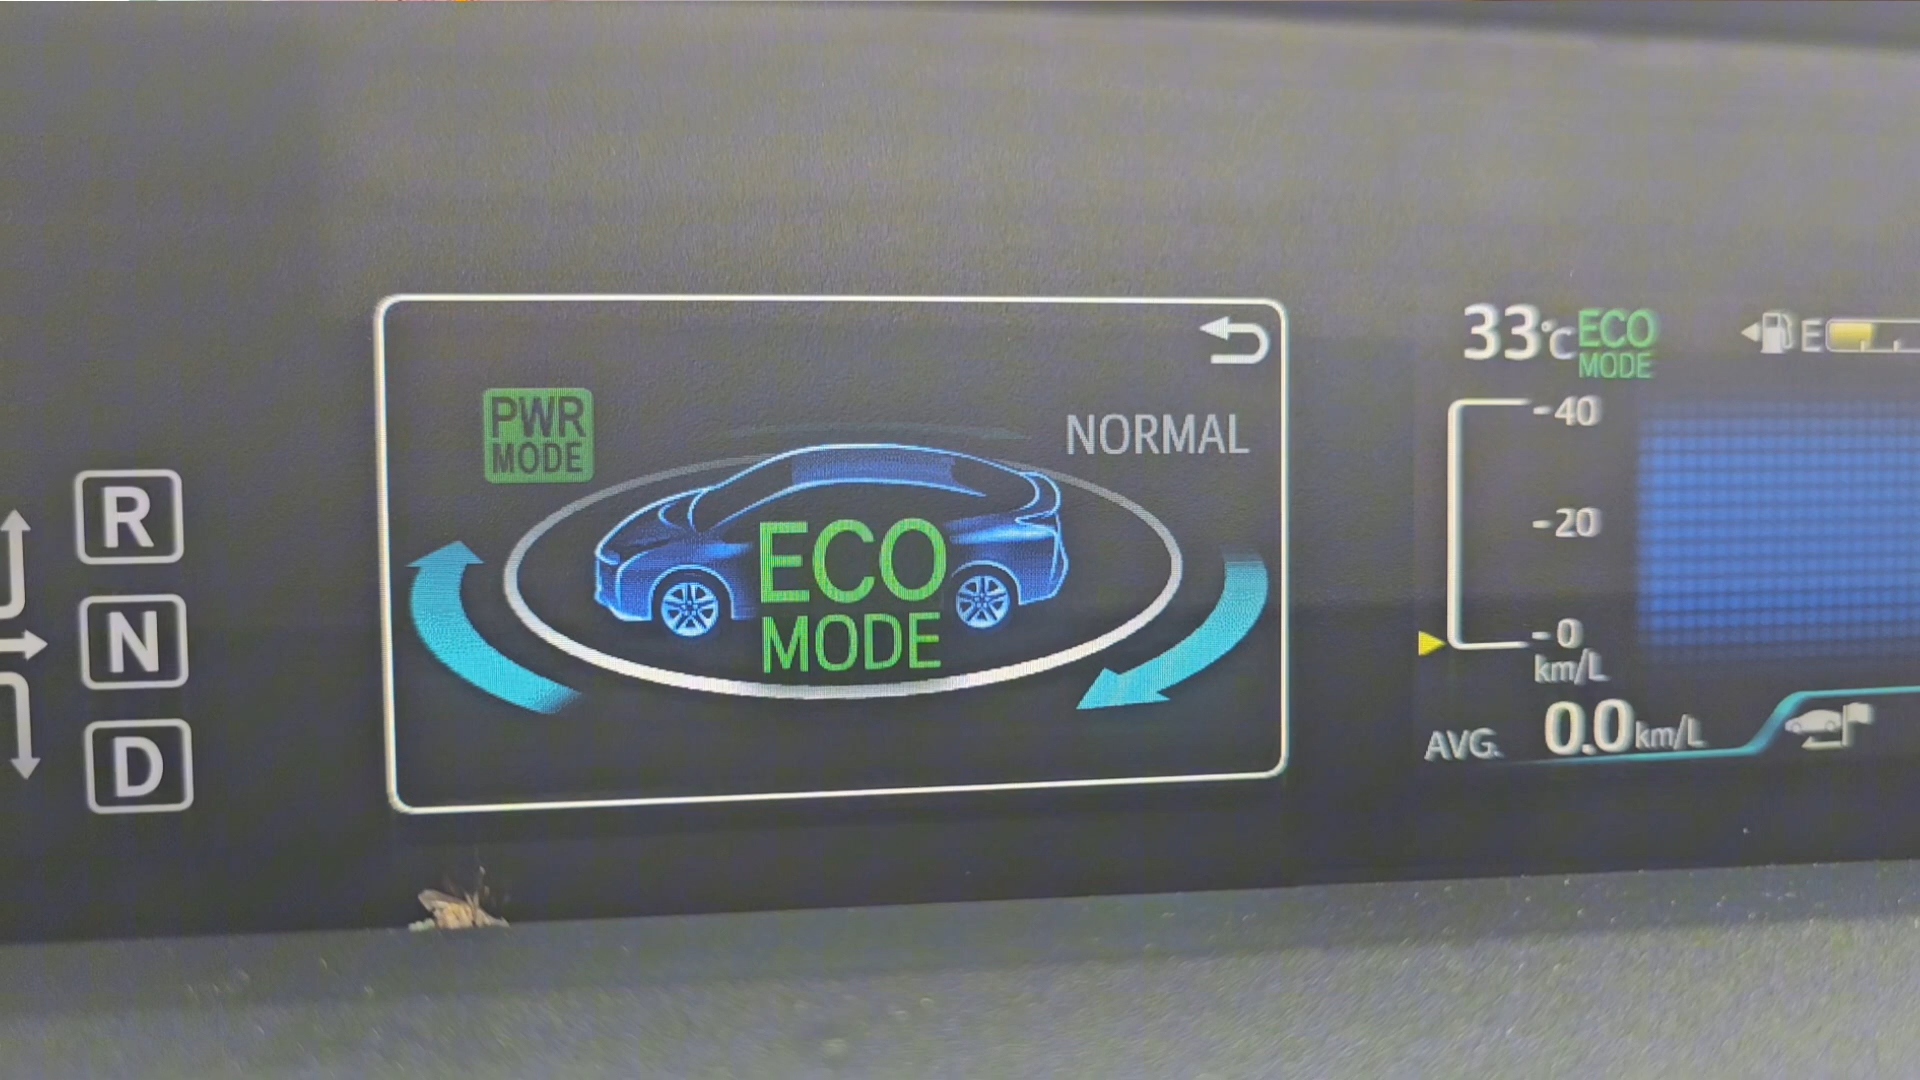 R
N
D
PWR
MODE
NORMAL
ECO
MODE
33°C
ECO
MODE
E
-40
-20
-0
km/L
AVG. 0.0 km/L